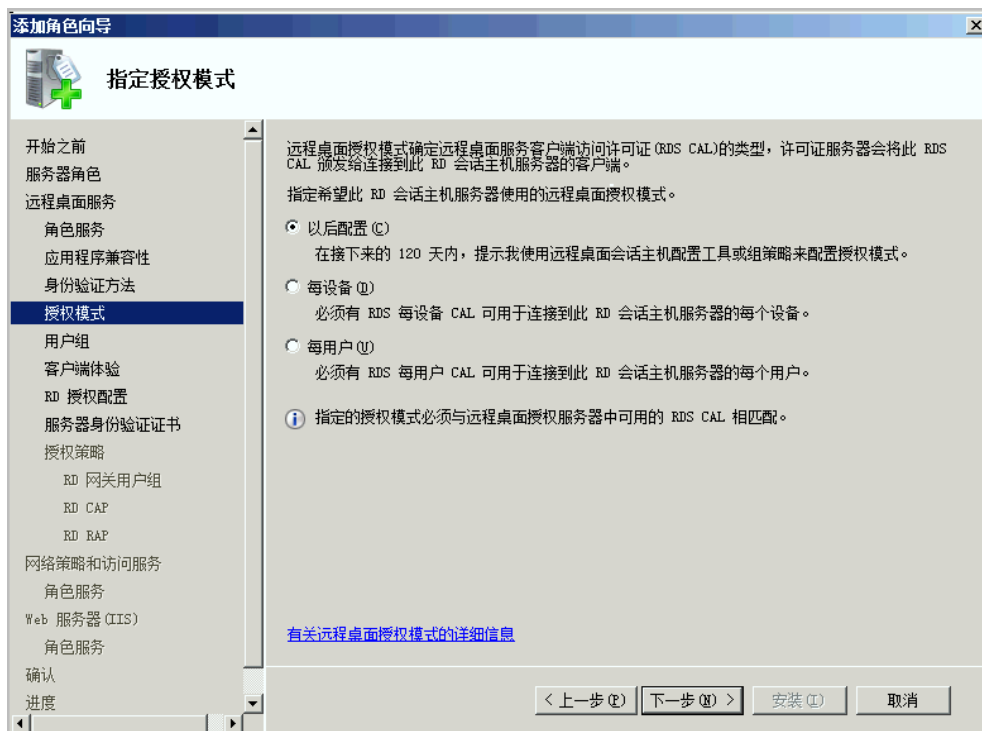 添加角色向导
指定授权模式
开始之前
服务器角色
远程桌面服务
角色服务
应用程序兼容性
身份验证方法
授权模式
用户组
客户端体验
RD 授权配置
服务器身份验证证书
授权策略
RD 网关用户组
RD CAP
RD RAP
网络策略和访问服务
角色服务
Web 服务器(IIS)
角色服务
确认
进度
远程桌面授权模式确定远程桌面服务客户端访问许可证(RDS CAL)的类型，许可证服务器会将此 RDS
CAL 颁发给连接到此 RD 会话主机服务器的客户端。
指定希望此 RD 会话主机服务器使用的远程桌面授权模式。
以后配置(C)
在接下来的 120 天内，提示我使用远程桌面会话主机配置工具或组策略来配置授权模式。
每设备(D)
必须有 RDS 每设备 CAL 可用于连接到此 RD 会话主机服务器的每个设备。
每用户(U)
必须有 RDS 每用户 CAL 可用于连接到此 RD 会话主机服务器的每个用户。
指定的授权模式必须与远程桌面授权服务器中可用的 RDS CAL 相匹配。
有关远程桌面授权模式的详细信息
< 上一步(P)
下一步(N) >
安装(I)
取消